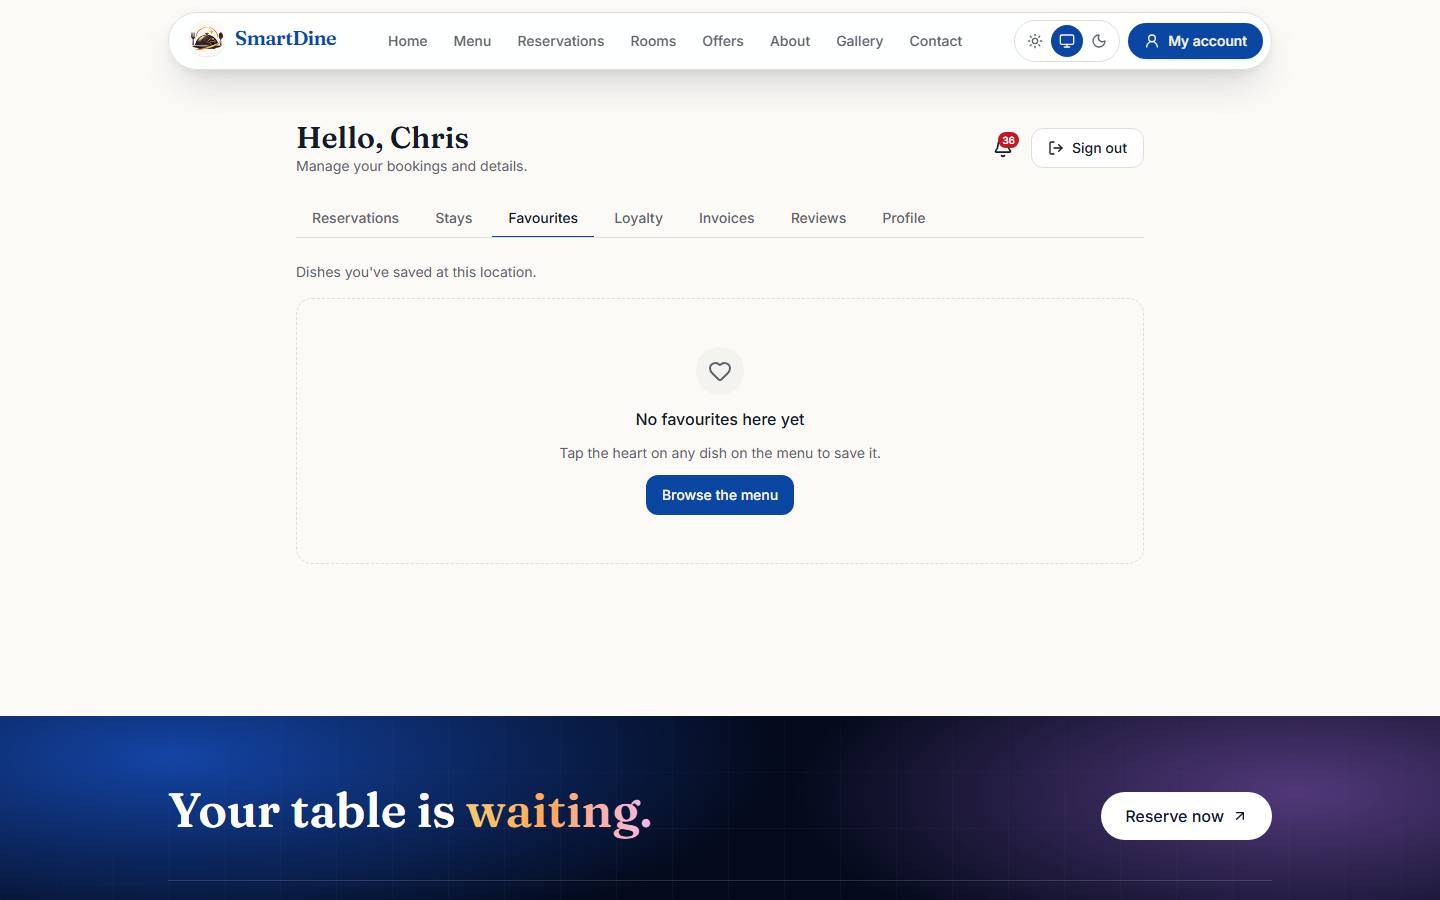 SmartDine
Home Menu Reservations Rooms Offers About Gallery Contact
My account
Hello, Chris
Manage your bookings and details.
36
Sign out
Reservations Stays Favourites Loyalty Invoices Reviews Profile
Dishes you've saved at this location.
No favourites here yet
Tap the heart on any dish on the menu to save it.
Browse the menu
Your table is waiting.
Reserve now